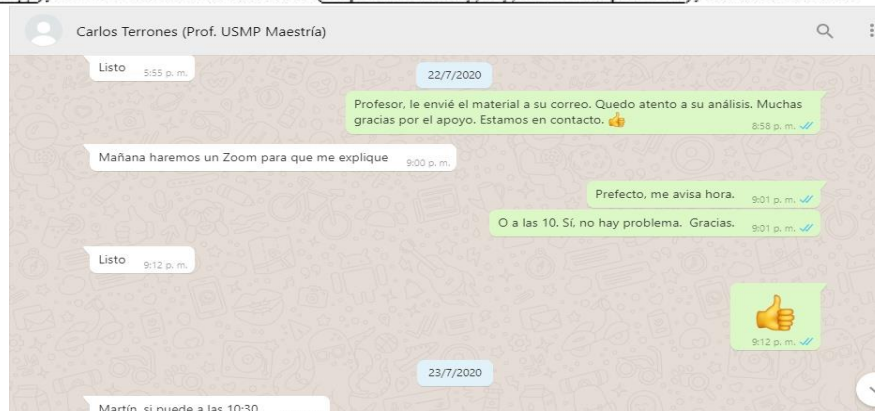 Carlos Terrones (Prof. USMP Maestría)
Listo
5:55 p. m.
22/7/2020
Profesor, le envié el material a su correo. Quedo atento a su análisis. Muchas
gracias por el apoyo. Estamos en contacto. 👍
8:58 p. m.
Mañana haremos un Zoom para que me explique
9:00 p. m.
Prefecto, me avisa hora.
9:01 p. m.
O a las 10. Sí, no hay problema. Gracias.
9:01 p. m.
Listo
9:12 p. m.
👍
9:12 p. m.
23/7/2020
Martín, si puede a las 10:30